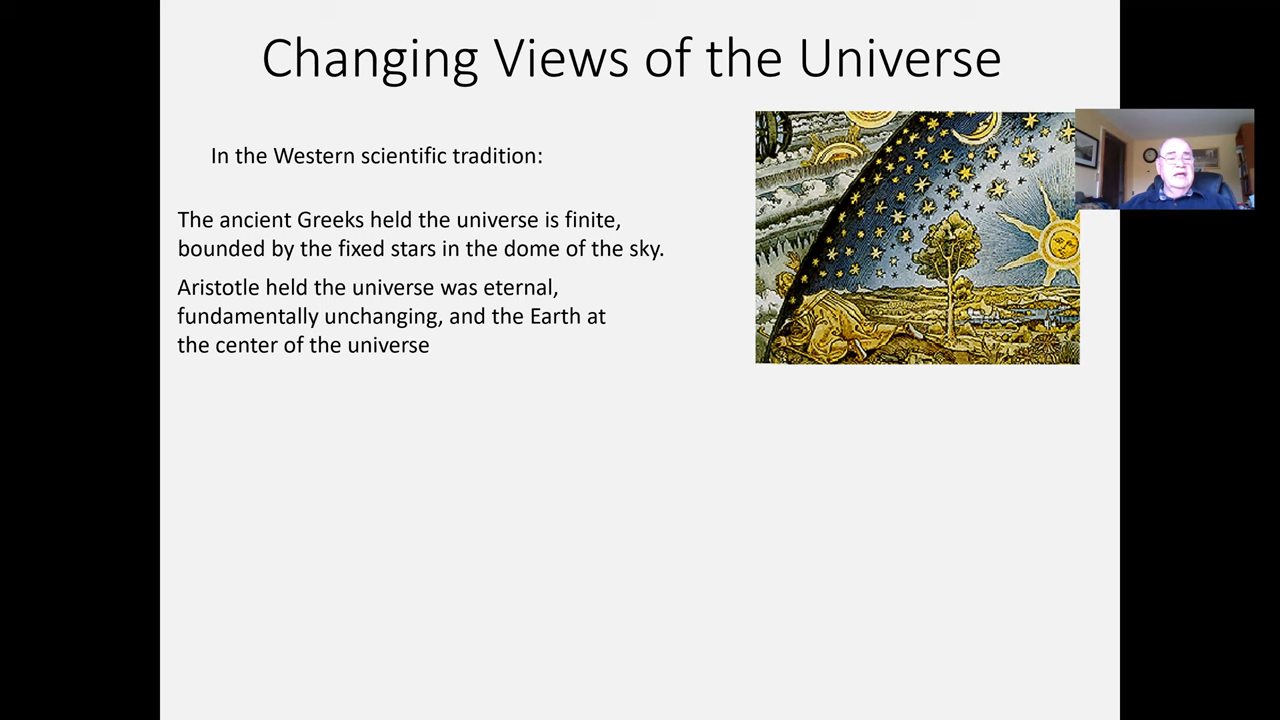 Changing Views of the Universe
In the Western scientific tradition:
The ancient Greeks held the universe is finite,
bounded by the fixed stars in the dome of the sky.
Aristotle held the universe was eternal,
fundamentally unchanging, and the Earth at
the center of the universe